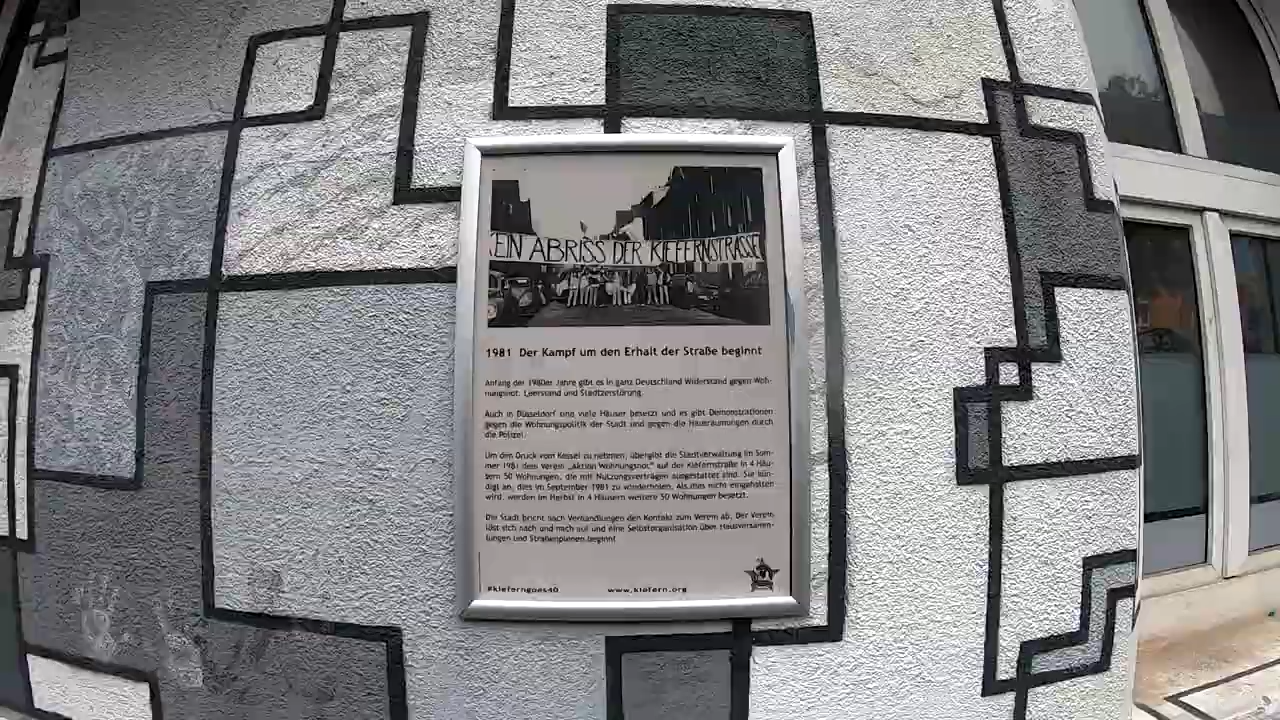 KEIN ABRISS DER KIEFERNSTRASSE
1981 Der Kampf um den Erhalt der Straße beginnt
Anfang der 1980er Jahre gibt es in ganz Deutschland Widerstand gegen Woh-
nungsnot, Leerstand und Stadtzerstörung.
Auch in Düsseldorf sind viele Häuser besetzt und es gibt Demonstrationen
gegen die Wohnungspolitik der Stadt und gegen die Hausräumungen durch
die Polizei.
Um den Druck vom Kessel zu nehmen, übergibt die Stadtverwaltung im Som-
mer 1981 dem Verein „Aktion Wohnungsnot" auf der Kiefernstraße in 4 Häu-
sern 50 Wohnungen, die mit Nutzungsverträgen ausgestattet sind. Sie kün-
digt an, dies im September 1981 zu wiederholen. Als dies nicht eingehalten
wird, werden im Herbst in 4 Häusern weitere 50 Wohnungen besetzt.
Die Stadt bricht nach Verhandlungen den Kontakt zum Verein ab. Der Verein
löst sich nach und nach auf und eine Selbstorganisation über Hausversamm-
lungen und Straßenplenen beginnt
#kieferngoes40 www.kiefern.org